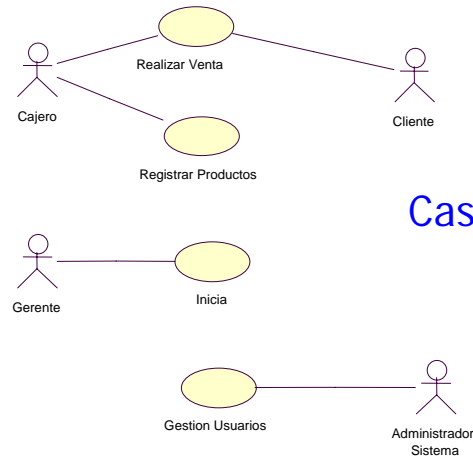 Realizar Venta
Cajero
Cliente
Registrar Productos
Cas
Gerente
Inicia
Gestion Usuarios
Administrador
Sistema